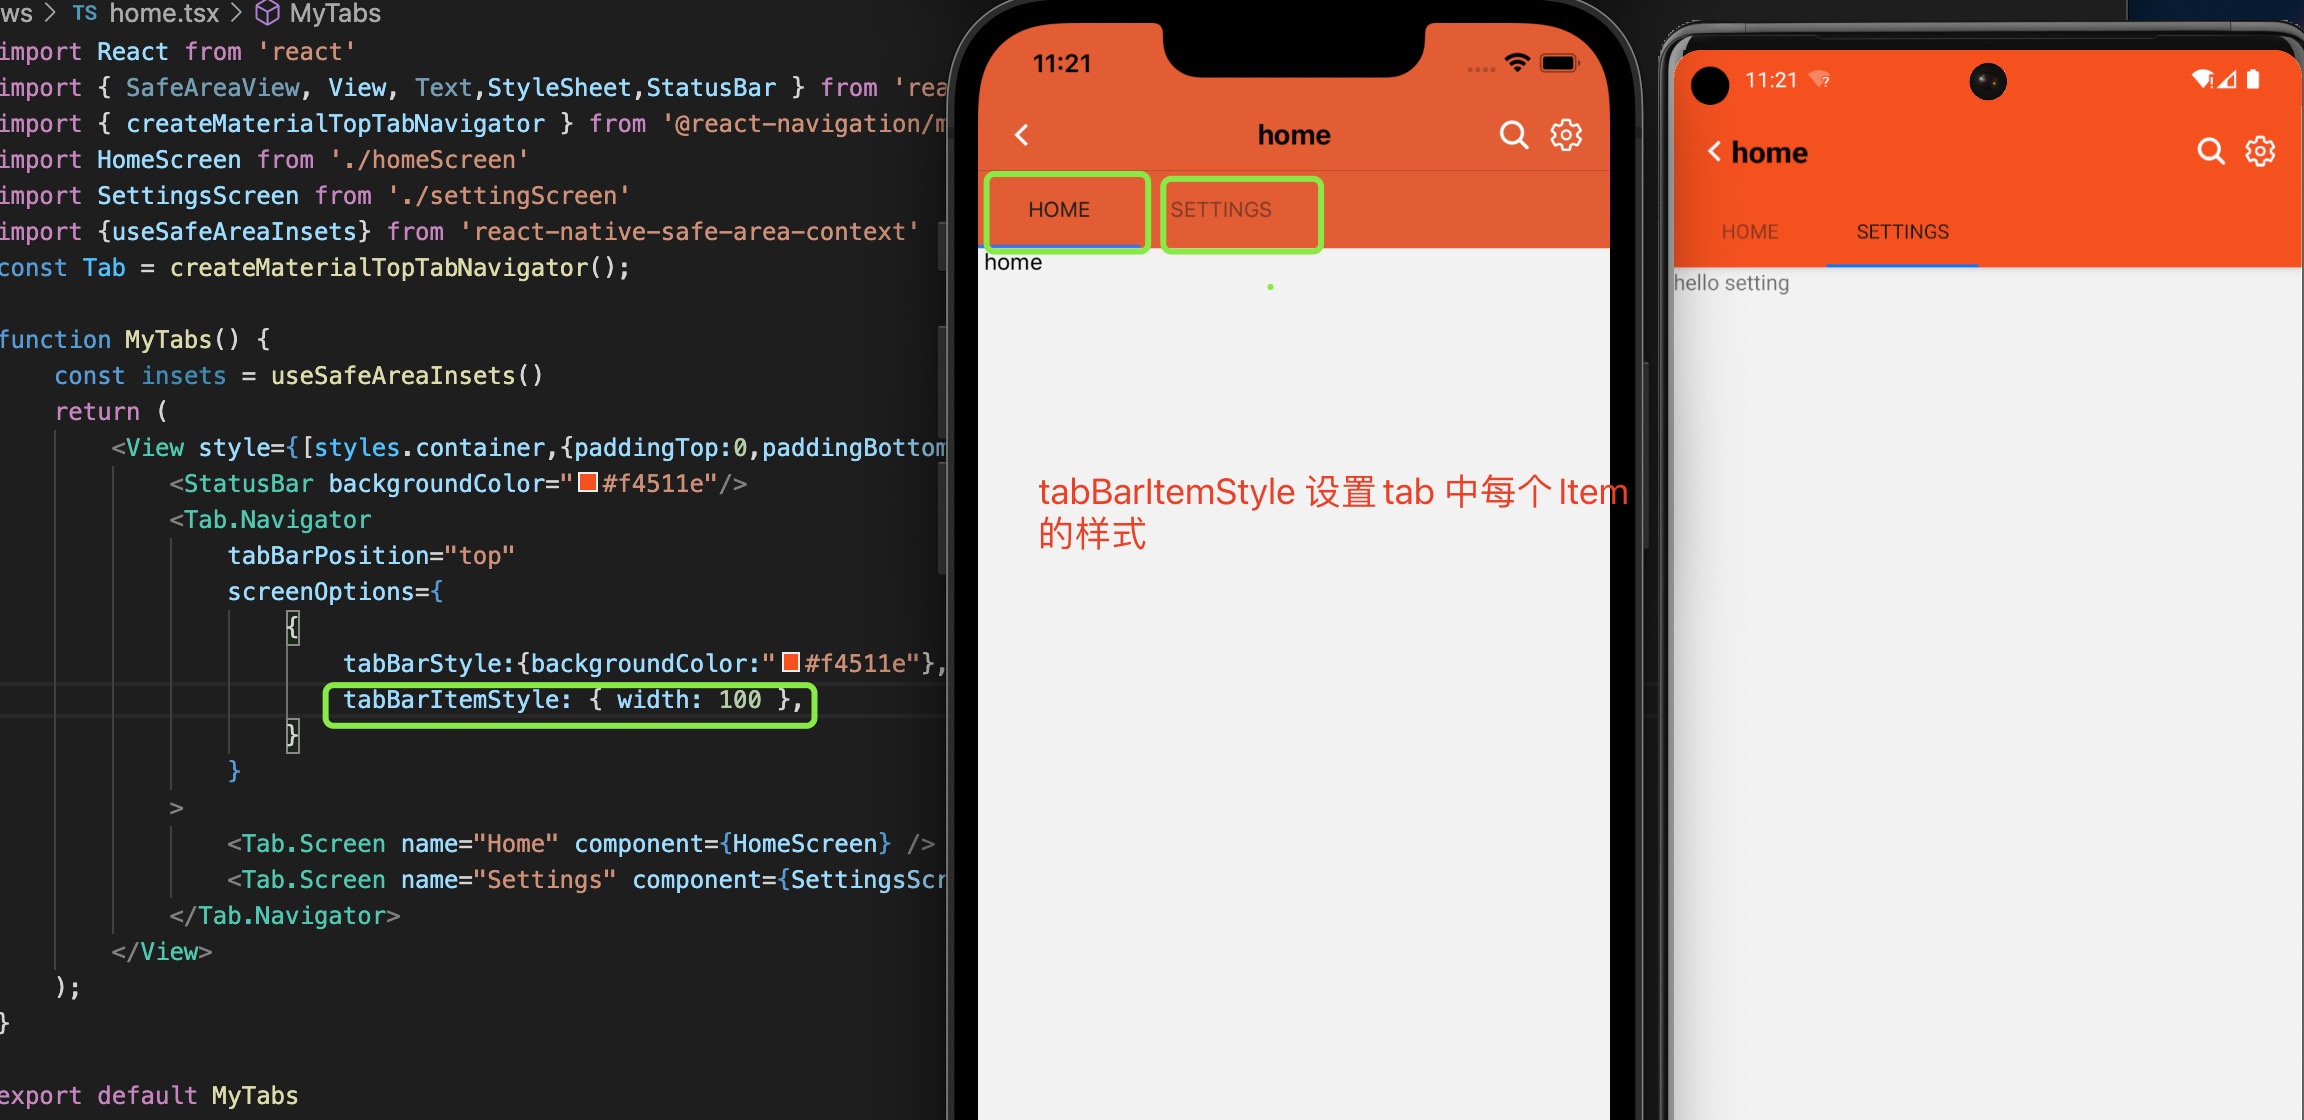 ws > TS home.tsx > MyTabs
import React from 'react'
import { SafeAreaView, View, Text,StyleSheet,StatusBar } from 'rea
import { createMaterialTopTabNavigator } from '@react-navigation/m
import HomeScreen from './homeScreen'
import SettingsScreen from './settingScreen'
import {useSafeAreaInsets} from 'react-native-safe-area-context'
const Tab = createMaterialTopTabNavigator();
function MyTabs() {
const insets = useSafeAreaInsets()
return (
<View style={[styles.container,{paddingTop:0,paddingBottom
<StatusBar backgroundColor="#f4511e"/>
<Tab.Navigator
tabBarPosition="top"
screenOptions={
{
tabBarStyle:{backgroundColor:"#f4511e"},
tabBarItemStyle: { width: 100 },
}
}
>
<Tab.Screen name="Home" component={HomeScreen} />
<Tab.Screen name="Settings" component={SettingsScr
</Tab.Navigator>
</View>
);
}
export default MyTabs
11:21
home
HOME SETTINGS
home
tabBarItemStyle 设置 tab 中每个 Item
的样式
11:21
home
HOME SETTINGS
hello setting